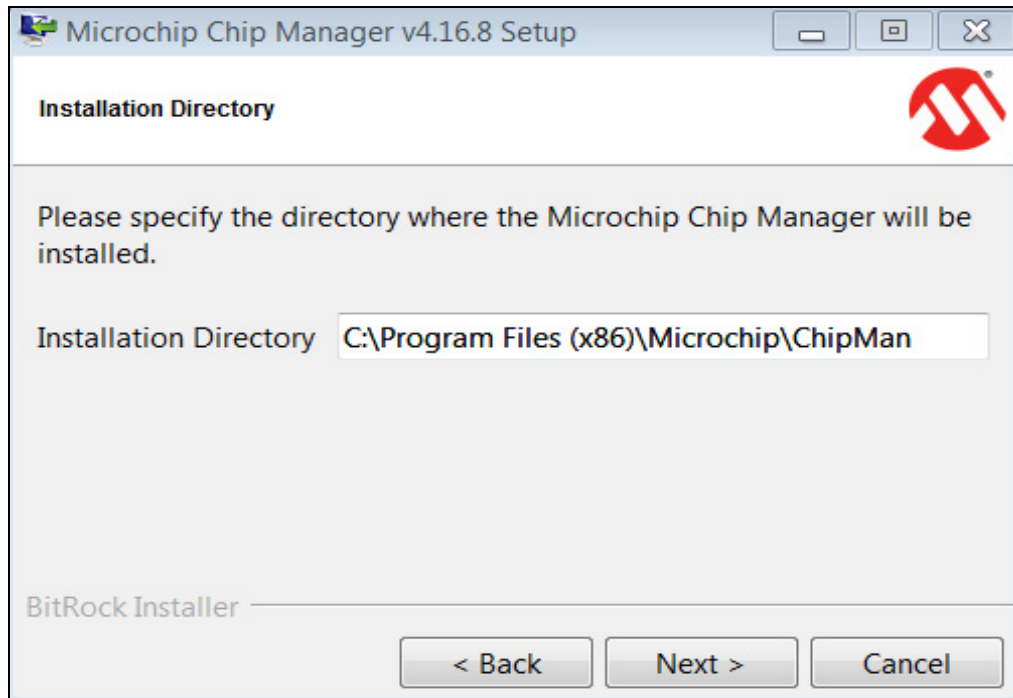 Microchip Chip Manager v4.16.8 Setup
Installation Directory
Please specify the directory where the Microchip Chip Manager will be
installed.
Installation Directory C:\Program Files (x86)\Microchip\ChipMan
BitRock Installer
< Back Next > Cancel